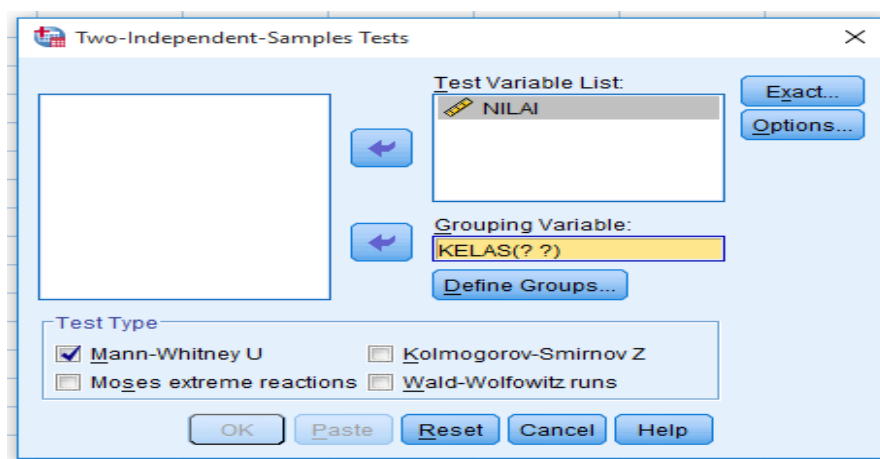 Two-Independent-Samples Tests
Test Variable List:
NILAI
Exact...
Options...
Grouping Variable:
KELAS(? ?)
Define Groups...
Test Type
Mann-Whitney U
Kolmogorov-Smirnov Z
Moses extreme reactions
Wald-Wolfowitz runs
OK
Paste
Reset
Cancel
Help